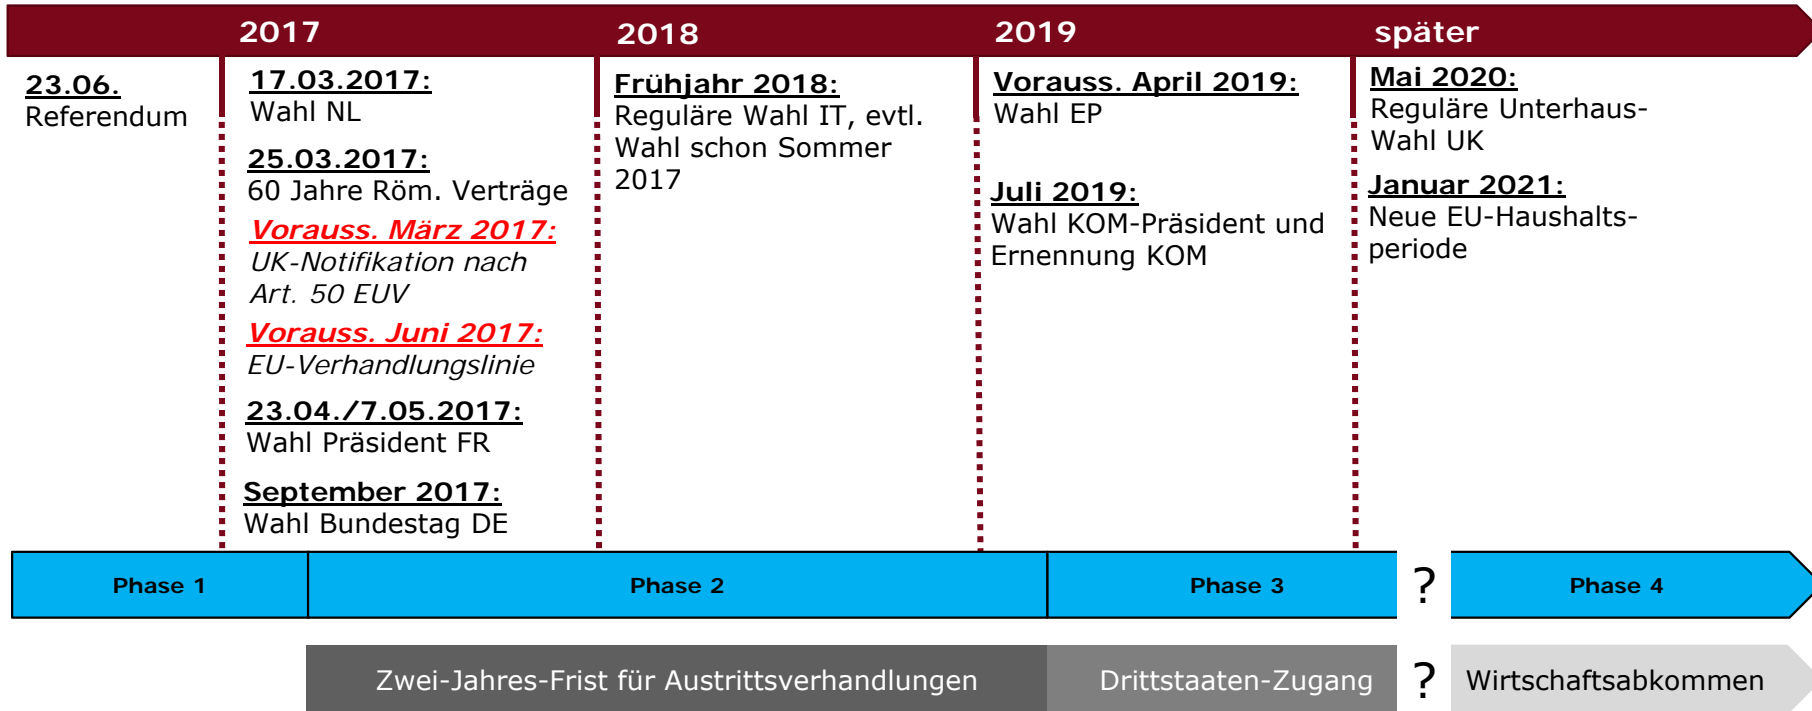 2017
2018
2019
später
23.06.
Referendum
17.03.2017:
Wahl NL
25.03.2017:
60 Jahre Röm. Verträge
Vorauss. März 2017:
UK-Notifikation nach
Art. 50 EUV
Vorauss. Juni 2017:
EU-Verhandlungslinie
23.04./7.05.2017:
Wahl Präsident FR
September 2017:
Wahl Bundestag DE
Frühjahr 2018:
Reguläre Wahl IT, evtl.
Wahl schon Sommer
2017
Vorauss. April 2019:
Wahl EP
Juli 2019:
Wahl KOM-Präsident und
Ernennung KOM
Mai 2020:
Reguläre Unterhaus-
Wahl UK
Januar 2021:
Neue EU-Haushalts-
periode
Phase 1
Phase 2
Phase 3
?
Phase 4
Zwei-Jahres-Frist für Austrittsverhandlungen
Drittstaaten-Zugang
?
Wirtschaftsabkommen